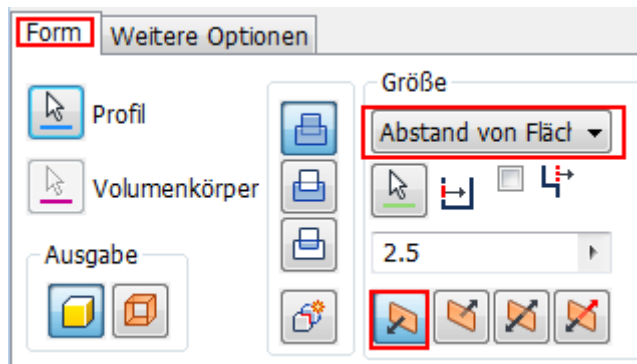 Form
Weitere Optionen
Profil
Volumenkörper
Ausgabe
Größe
Abstand von Fläch
2.5